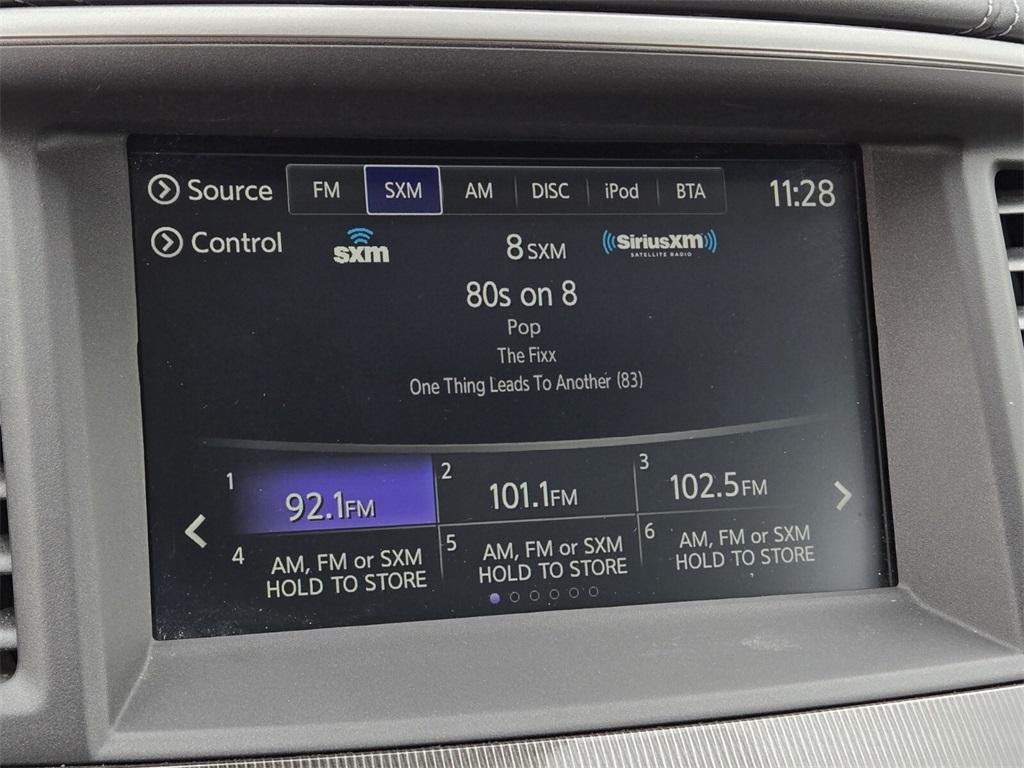 Source FM SXM AM DISC iPod BTA 11:28
Control sxm 8 SXM SiriusXM
SATELLITE RADIO
80s on 8
Pop
The Fixx
One Thing Leads To Another (83)
1 92.1FM 2 101.1FM 3 102.5FM
4 AM, FM or SXM 5 AM, FM or SXM 6 AM, FM or SXM
HOLD TO STORE HOLD TO STORE HOLD TO STORE